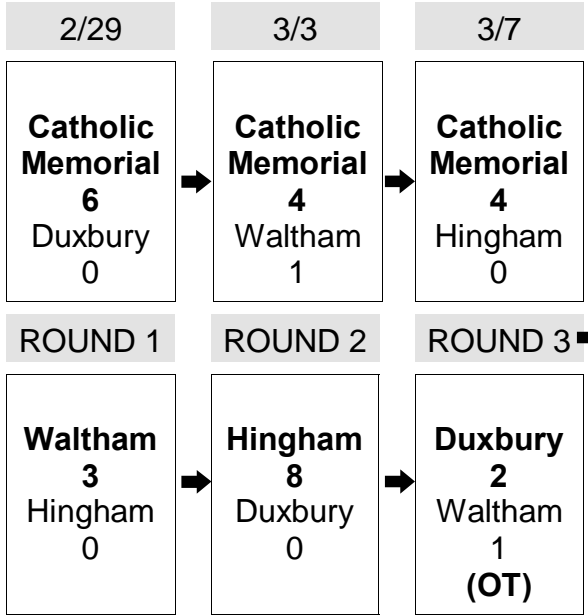 2/29
3/3
3/7
Catholic
Memorial
6
Duxbury
0
Catholic
Memorial
4
Waltham
1
Catholic
Memorial
4
Hingham
0
ROUND 1
ROUND 2
ROUND 3
Waltham
3
Hingham
0
Hingham
8
Duxbury
0
Duxbury
2
Waltham
1
(OT)